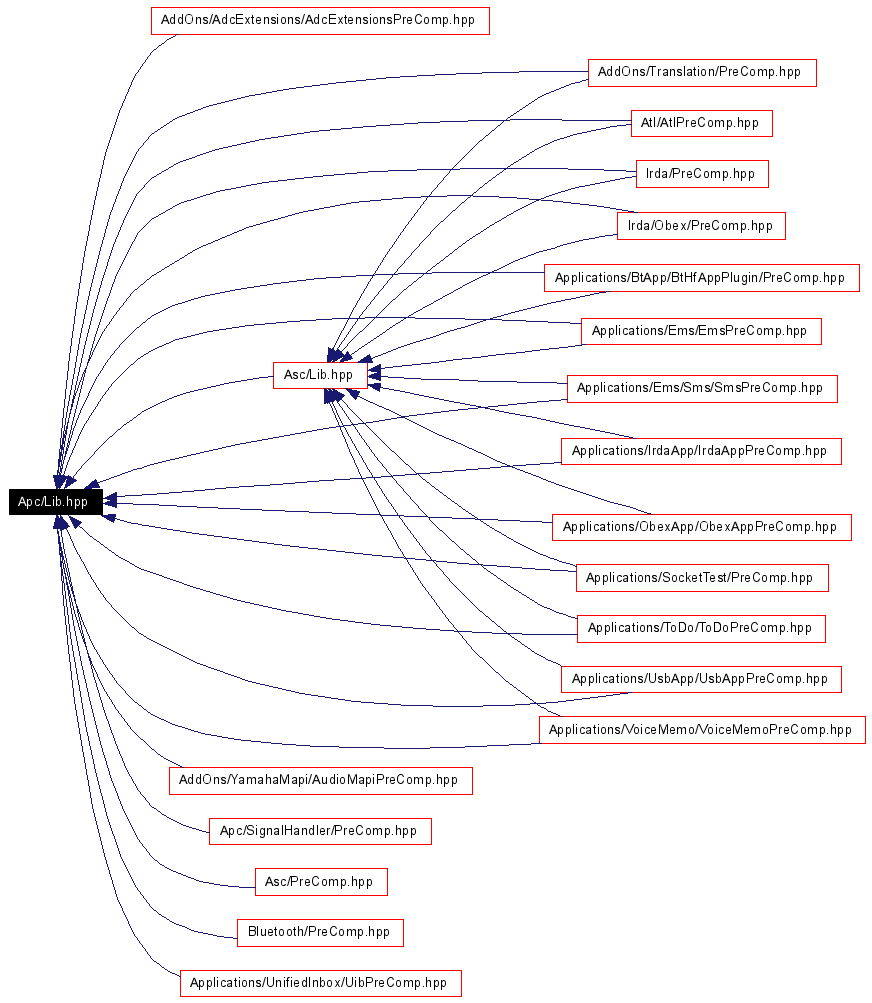 AddOns/AdcExtensions/AdcExtensionsPreComp.hpp
AddOns/Translation/PreComp.hpp
Atl/AtlPreComp.hpp
Irda/PreComp.hpp
Irda/Obex/PreComp.hpp
Applications/BtApp/BtHfAppPlugin/PreComp.hpp
Applications/Ems/EmsPreComp.hpp
Asc/Lib.hpp
Applications/Ems/Sms/SmsPreComp.hpp
Applications/IrdaApp/IrdaAppPreComp.hpp
Apc/Lib.hpp
Applications/ObexApp/ObexAppPreComp.hpp
Applications/SocketTest/PreComp.hpp
Applications/ToDo/ToDoPreComp.hpp
Applications/UsbApp/UsbAppPreComp.hpp
Applications/VoiceMemo/VoiceMemoPreComp.hpp
AddOns/YamahaMapi/AudioMapiPreComp.hpp
Apc/SignalHandler/PreComp.hpp
Asc/PreComp.hpp
Bluetooth/PreComp.hpp
Applications/UnifiedInbox/UibPreComp.hpp